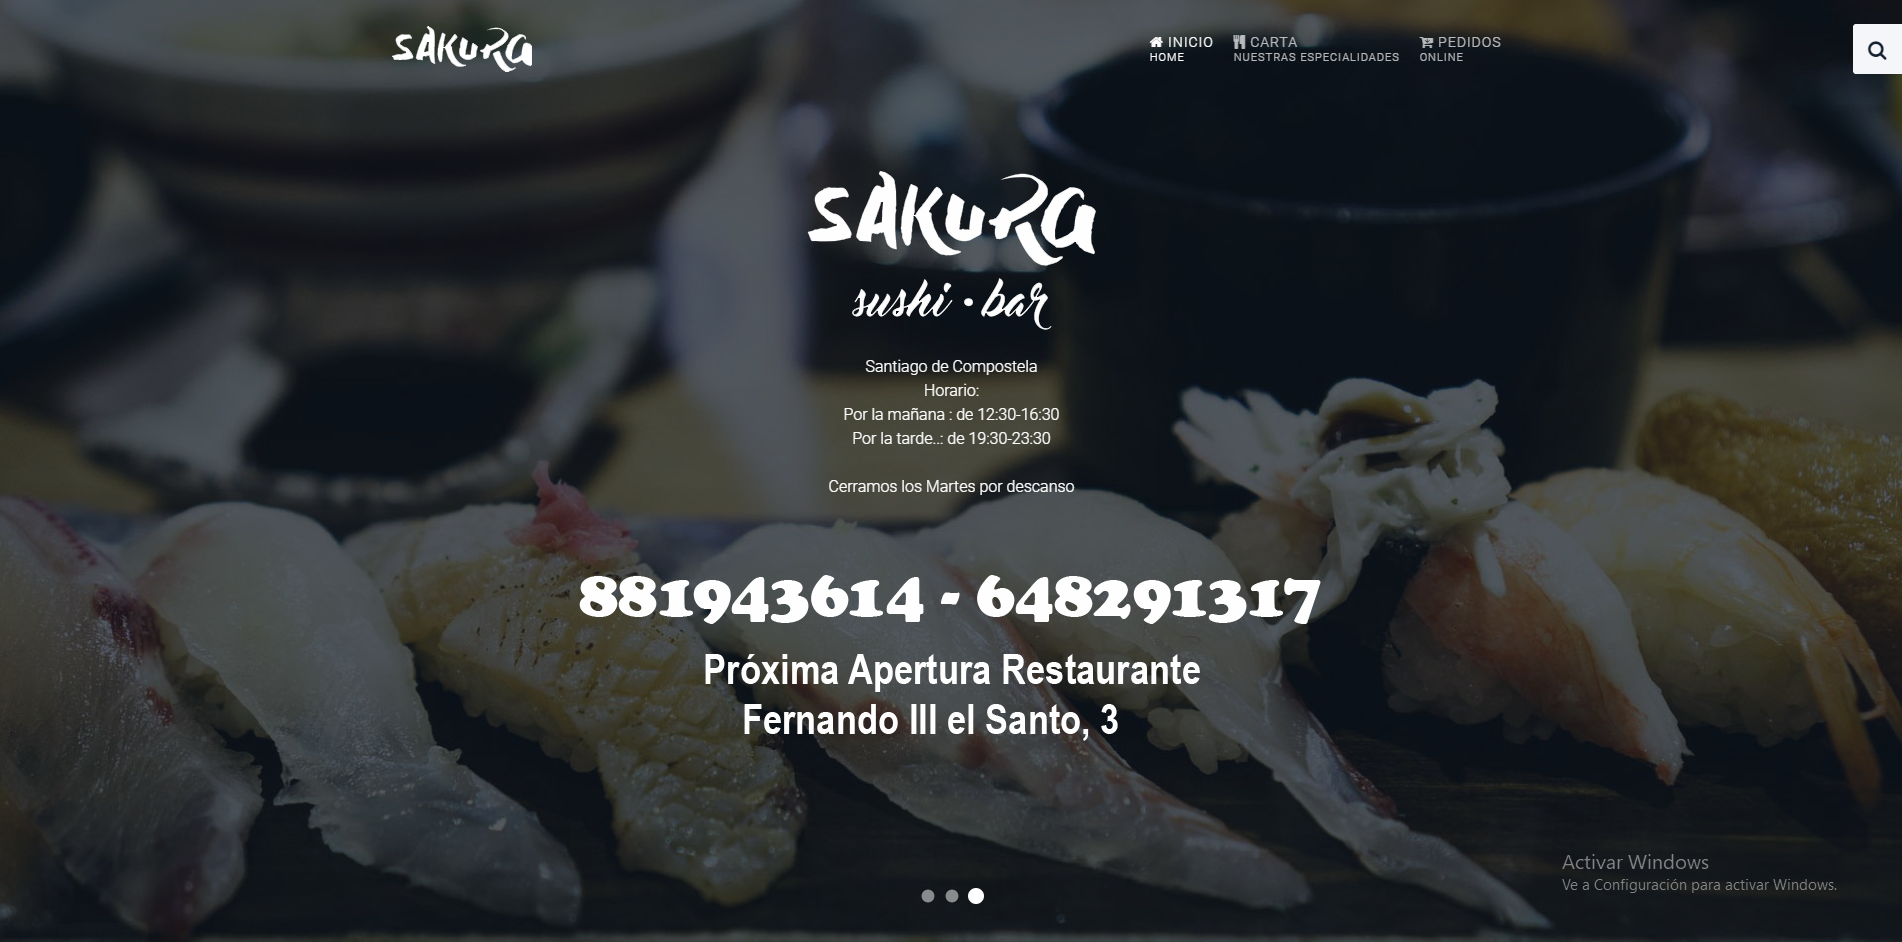 SAKURA
INICIO
HOME
CARTA
NUESTRAS ESPECIALIDADES
PEDIDOS
ONLINE
SAKURA
sushi · bar
Santiago de Compostela
Horario:
Por la mañana : de 12:30-16:30
Por la tarde..: de 19:30-23:30
Cerramos los Martes por descanso
881943614 - 648291317
Próxima Apertura Restaurante
Fernando III el Santo, 3
Activar Windows
Ve a Configuración para activar Windows.